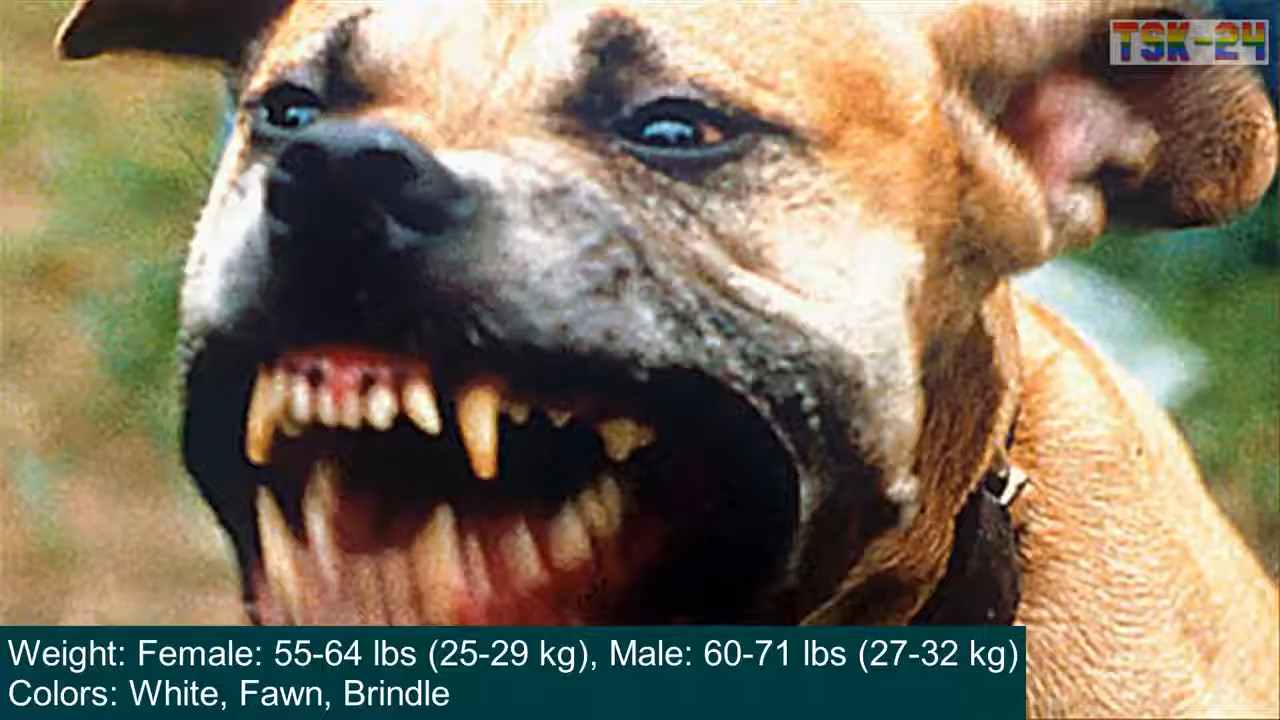 TSK-24
Weight: Female: 55-64 lbs (25-29 kg), Male: 60-71 lbs (27-32 kg)
Colors: White, Fawn, Brindle